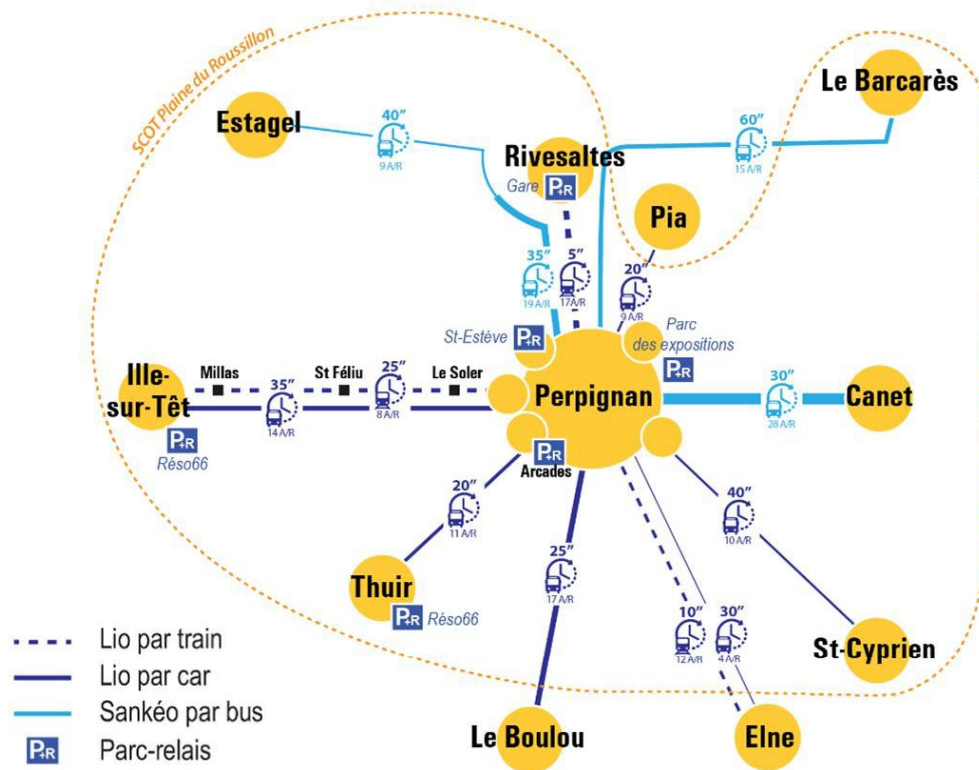 SCOT Plaine du Roussillon
Le Barcarès
40"
9 A/R
Estagel
60"
15 A/R
Rivesaltes
Gare P+R
Pia
35"
19 A/R
5"
17 A/R
20"
9 A/R
St-Estève P+R
Parc
des expositions
P+R
Ille-
sur-Têt
P+R
Réso66
Millas
St Féliu
Le Soler
35"
14 A/R
25"
8 A/R
Perpignan
30"
28 A/R
Canet
P+R
Arcades
20"
11 A/R
40"
10 A/R
25"
17 A/R
Thuir
P+R Réso66
10"
12 A/R
30"
4 A/R
St-Cyprien
Le Boulou
Elne
Lio par train
Lio par car
Sankéo par bus
P+R Parc-relais